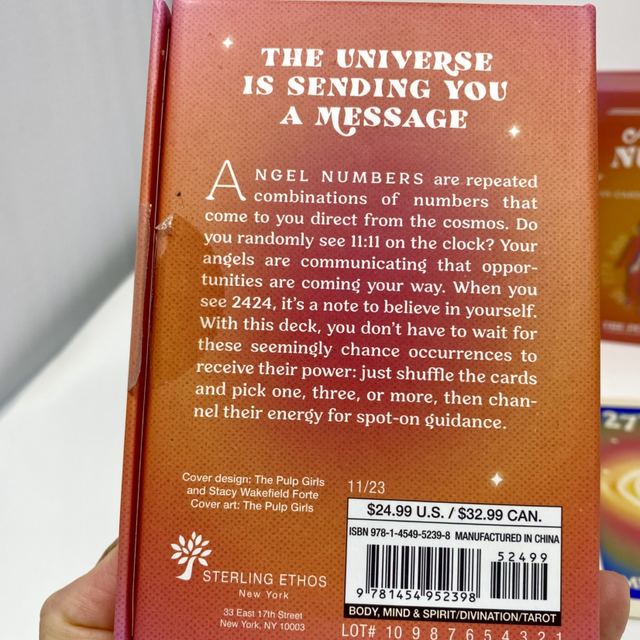 THE UNIVERSE
IS SENDING YOU
A MESSAGE
ANGEL NUMBERS are repeated
combinations of numbers that
come to you direct from the cosmos. Do
you randomly see 11:11 on the clock? Your
angels are communicating that oppor-
tunities are coming your way. When you
see 2424, it's a note to believe in yourself.
With this deck, you don't have to wait for
these seemingly chance occurrences to
receive their power: just shuffle the cards
and pick one, three, or more, then chan-
nel their energy for spot-on guidance.
Cover design: The Pulp Girls
and Stacy Wakefield Forte
Cover art: The Pulp Girls
11/23
$24.99 U.S. / $32.99 CAN.
ISBN 978-1-4549-5239-8 MANUFACTURED IN CHINA
52499
9 781454 952398
BODY, MIND & SPIRIT/DIVINATION/TAROT
LOT# 10 9 8 7 6 5 4 3 2 1
STERLING ETHOS
New York
33 East 17th Street
New York, NY 10003
NU
27